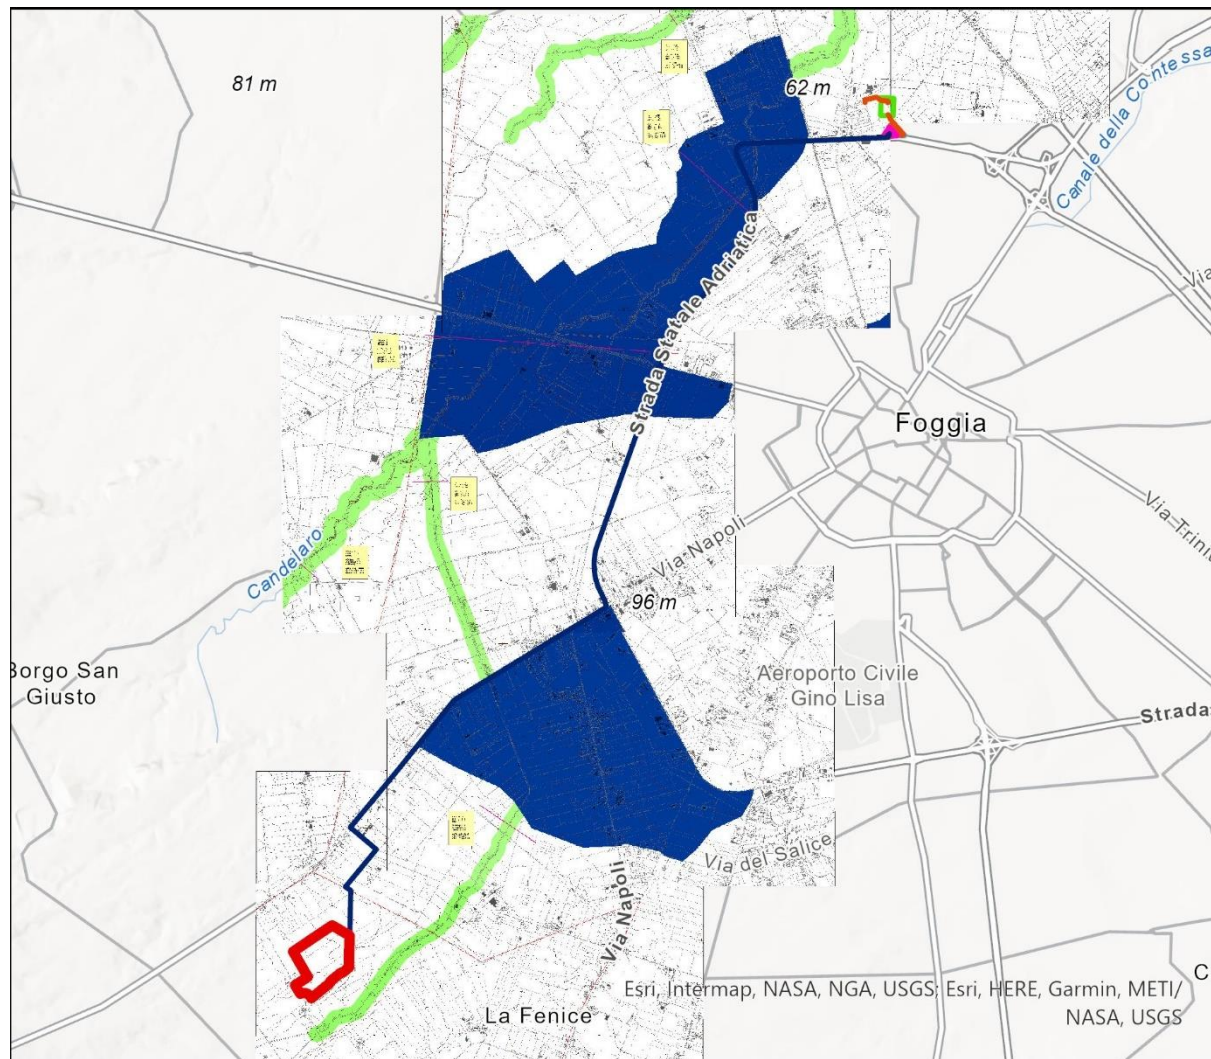 81 m
62 m
Canale della Contessa
Via
Strada Statale Adriatica
Foggia
Via Napoli
Candelaro
96 m
Borgo San
Giusto
Aeroporto Civile
Gino Lisa
Strada
Via del Salice
Via Napoli
La Fenice
Esri, Intermap, NASA, NGA, USGS; Esri, HERE, Garmin, METI/
NASA, USGS